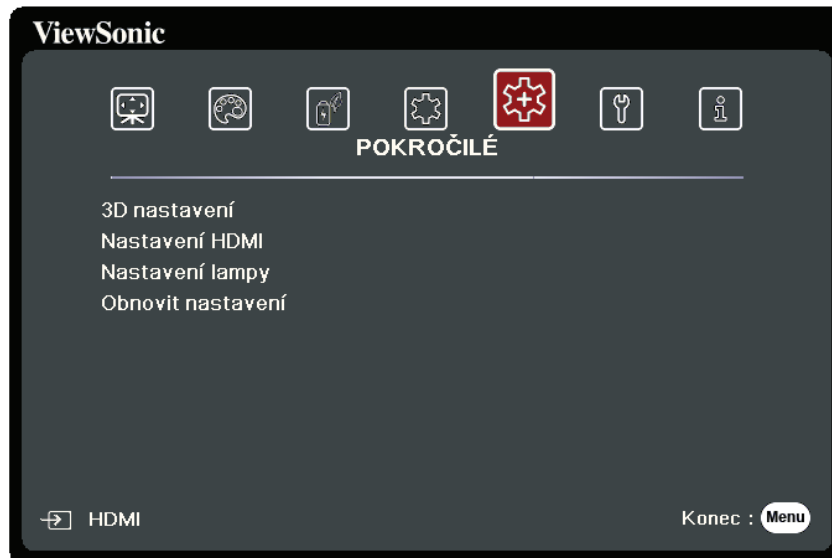 ViewSonic
POKROČILÉ
3D nastavení
Nastavení HDMI
Nastavení lampy
Obnovit nastavení
HDMI
Konec : Menu